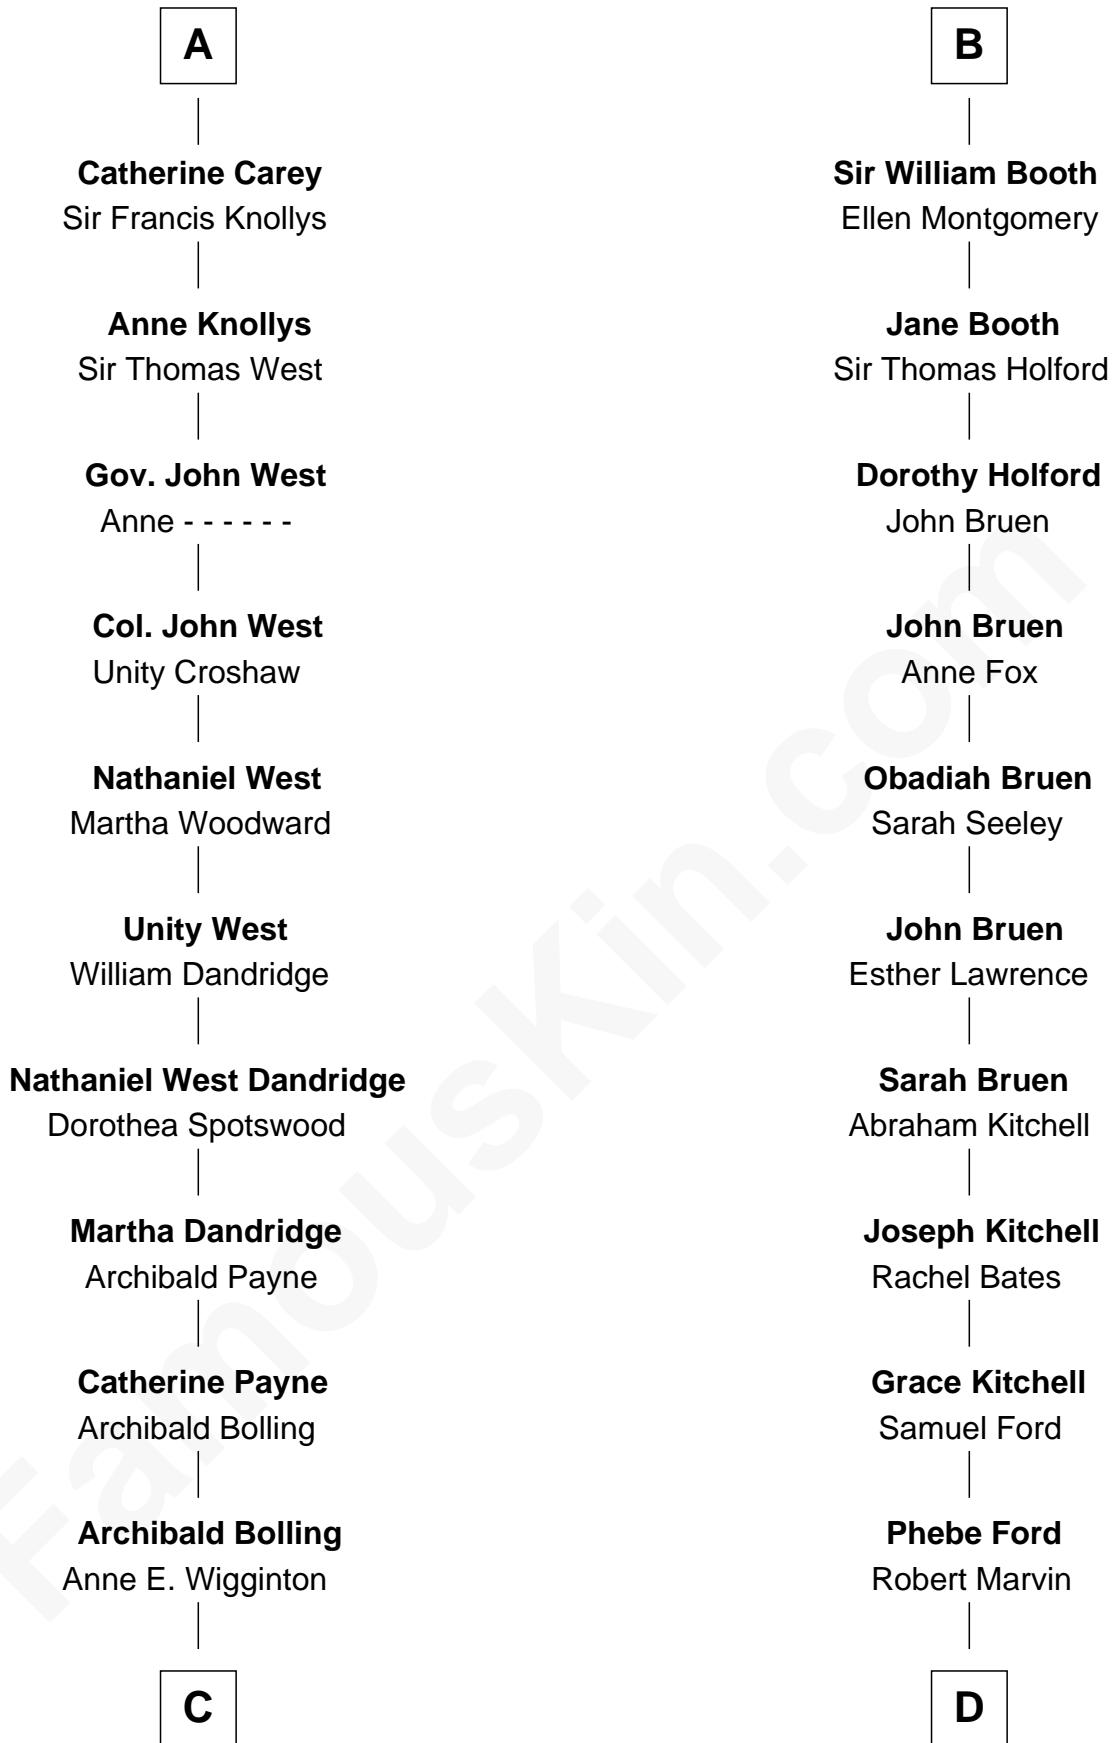 A
Catherine Carey
Sir Francis Knollys
Anne Knollys
Sir Thomas West
Gov. John West
Anne - - - - - -
Col. John West
Unity Croshaw
Nathaniel West
Martha Woodward
Unity West
William Dandridge
Nathaniel West Dandridge
Dorothea Spotswood
Martha Dandridge
Archibald Payne
Catherine Payne
Archibald Bolling
Archibald Bolling
Anne E. Wigginton
C
B
Sir William Booth
Ellen Montgomery
Jane Booth
Sir Thomas Holford
Dorothy Holford
John Bruen
John Bruen
Anne Fox
Obadiah Bruen
Sarah Seeley
John Bruen
Esther Lawrence
Sarah Bruen
Abraham Kitchell
Joseph Kitchell
Rachel Bates
Grace Kitchell
Samuel Ford
Phebe Ford
Robert Marvin
D
FamousKin.com